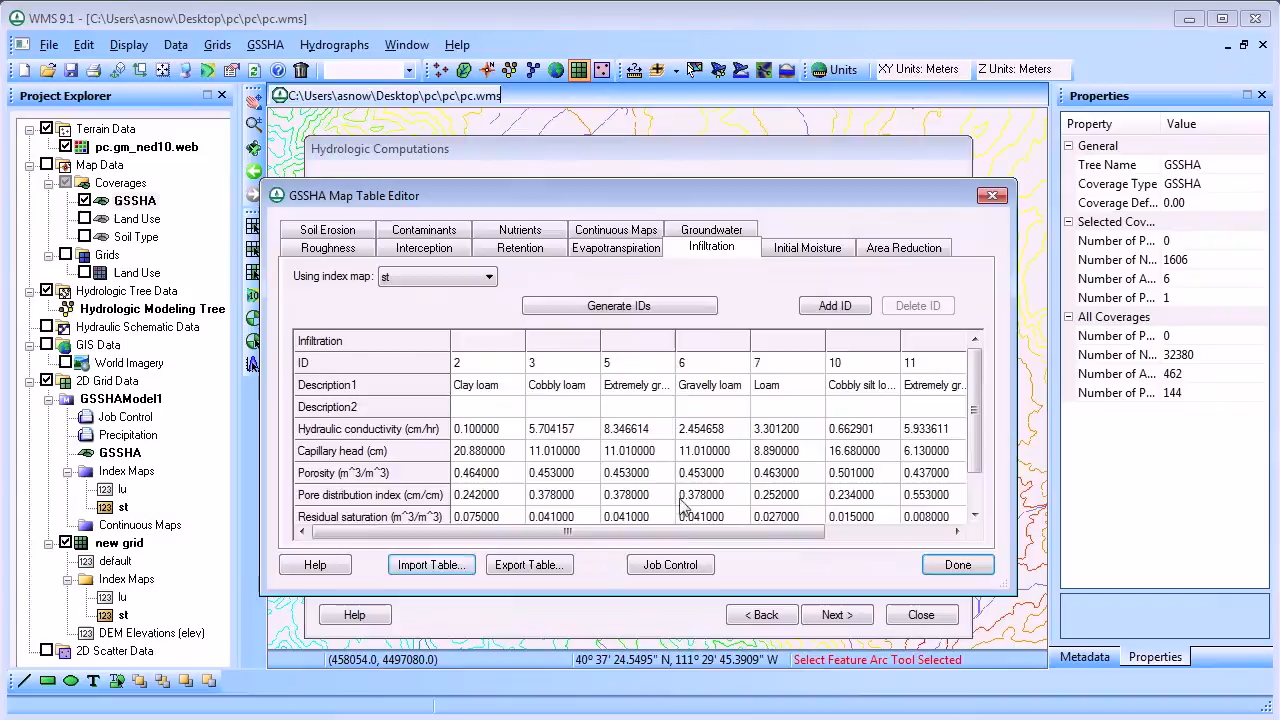 WMS 9.1 - [C:\Users\asnow\Desktop\pc\pc\pc.wms]
File Edit Display Data Grids GSSHA Hydrographs Window Help
Units XY Units: Meters Z Units: Meters
Project Explorer
C:\Users\asnow\Desktop\pc\pc\pc.wms
Properties
Terrain Data
pc.gm_ned10.web
Map Data
Coverages
GSSHA
Land Use
Soil Type
Grids
Land Use
Hydrologic Tree Data
Hydrologic Modeling Tree
Hydraulic Schematic Data
GIS Data
World Imagery
2D Grid Data
GSSHAModel1
Job Control
Precipitation
GSSHA
Index Maps
lu
st
Continuous Maps
new grid
default
Index Maps
lu
st
DEM Elevations (elev)
2D Scatter Data
Hydrologic Computations
GSSHA Map Table Editor
Soil Erosion Contaminants Nutrients Continuous Maps Groundwater
Roughness Interception Retention Evapotranspiration Infiltration Initial Moisture Area Reduction
Using index map: st
Generate IDs Add ID Delete ID
Infiltration
ID 2 3 5 6 7 10 11
Description1 Clay loam Cobbly loam Extremely gr... Gravelly loam Loam Cobbly silt lo... Extremely gr...
Description2
Hydraulic conductivity (cm/hr) 0.100000 5.704157 8.346614 2.454658 3.301200 0.662901 5.933611
Capillary head (cm) 20.880000 11.010000 11.010000 11.010000 8.890000 16.680000 6.130000
Porosity (m^3/m^3) 0.464000 0.453000 0.453000 0.453000 0.463000 0.501000 0.437000
Pore distribution index (cm/cm) 0.242000 0.378000 0.378000 0.378000 0.252000 0.234000 0.553000
Residual saturation (m^3/m^3) 0.075000 0.041000 0.041000 0.041000 0.027000 0.015000 0.008000
Help Import Table... Export Table... Job Control Done
Help < Back Next > Close
(458054.0, 4497080.0) 40° 37' 24.5495" N, 111° 29' 45.3909" W Select Feature Arc Tool Selected
Property Value
General
Tree Name GSSHA
Coverage Type GSSHA
Coverage Def... 0.00
Selected Cov...
Number of P... 0
Number of N... 1606
Number of A... 6
Number of P... 1
All Coverages
Number of P... 0
Number of N... 32380
Number of A... 462
Number of P... 144
Metadata Properties